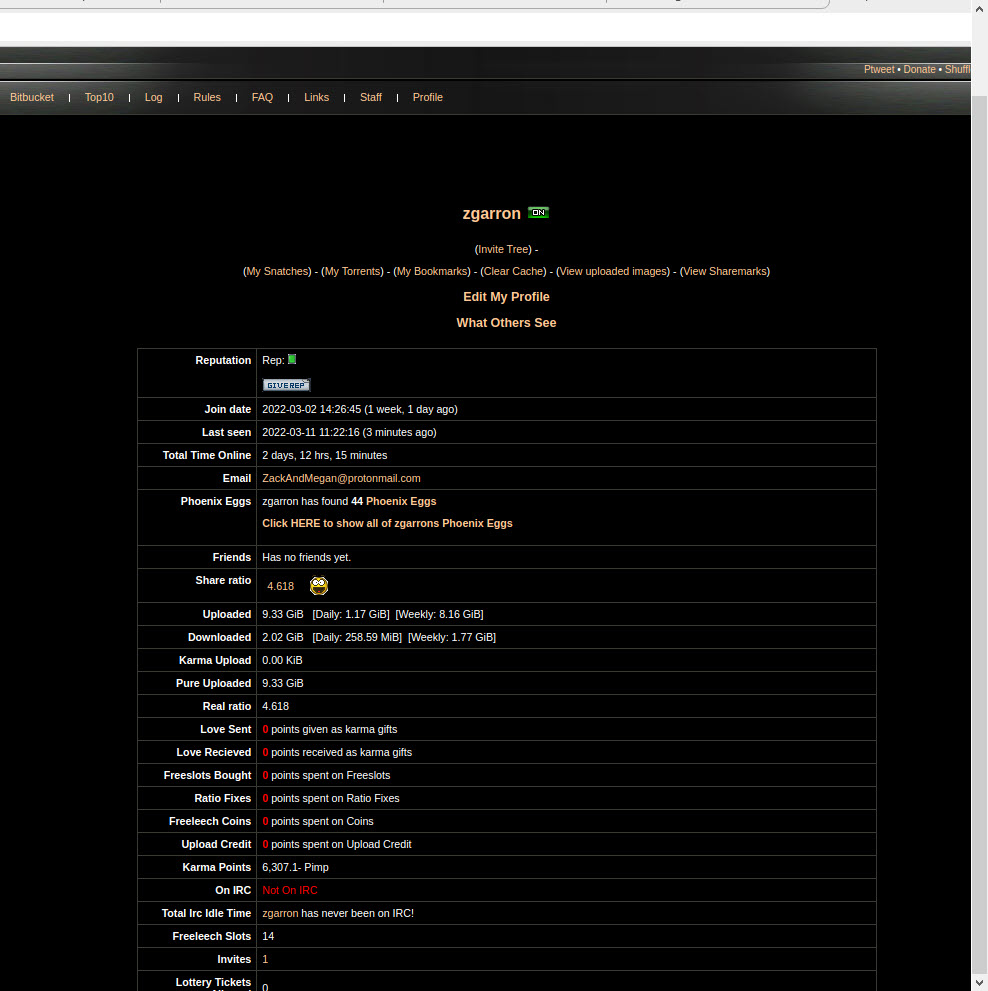 Ptweet • Donate • Shuffl
Bitbucket | Top10 | Log | Rules | FAQ | Links | Staff | Profile
zgarron ON
(Invite Tree) -
(My Snatches) - (My Torrents) - (My Bookmarks) - (Clear Cache) - (View uploaded images) - (View Sharemarks)
Edit My Profile
What Others See
Reputation Rep:
GIVE REP
Join date 2022-03-02 14:26:45 (1 week, 1 day ago)
Last seen 2022-03-11 11:22:16 (3 minutes ago)
Total Time Online 2 days, 12 hrs, 15 minutes
Email ZackAndMegan@protonmail.com
Phoenix Eggs zgarron has found 44 Phoenix Eggs
Click HERE to show all of zgarrons Phoenix Eggs
Friends Has no friends yet.
Share ratio 4.618
Uploaded 9.33 GiB [Daily: 1.17 GiB] [Weekly: 8.16 GiB]
Downloaded 2.02 GiB [Daily: 258.59 MiB] [Weekly: 1.77 GiB]
Karma Upload 0.00 KiB
Pure Uploaded 9.33 GiB
Real ratio 4.618
Love Sent 0 points given as karma gifts
Love Recieved 0 points received as karma gifts
Freeslots Bought 0 points spent on Freeslots
Ratio Fixes 0 points spent on Ratio Fixes
Freeleech Coins 0 points spent on Coins
Upload Credit 0 points spent on Upload Credit
Karma Points 6,307.1- Pimp
On IRC Not On IRC
Total Irc Idle Time zgarron has never been on IRC!
Freeleech Slots 14
Invites 1
Lottery Tickets 0